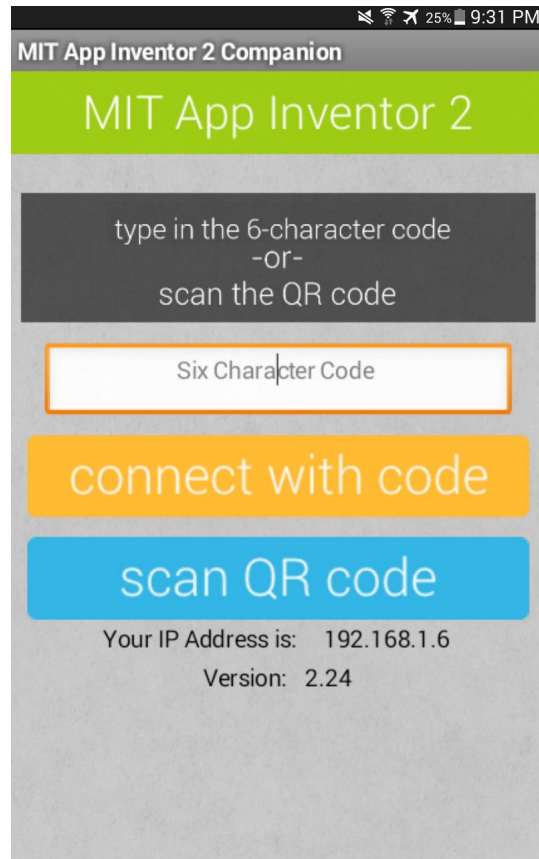 25% 9:31 PM
MIT App Inventor 2 Companion
MIT App Inventor 2
type in the 6-character code
-or-
scan the QR code
Six Character Code
connect with code
scan QR code
Your IP Address is: 192.168.1.6
Version: 2.24